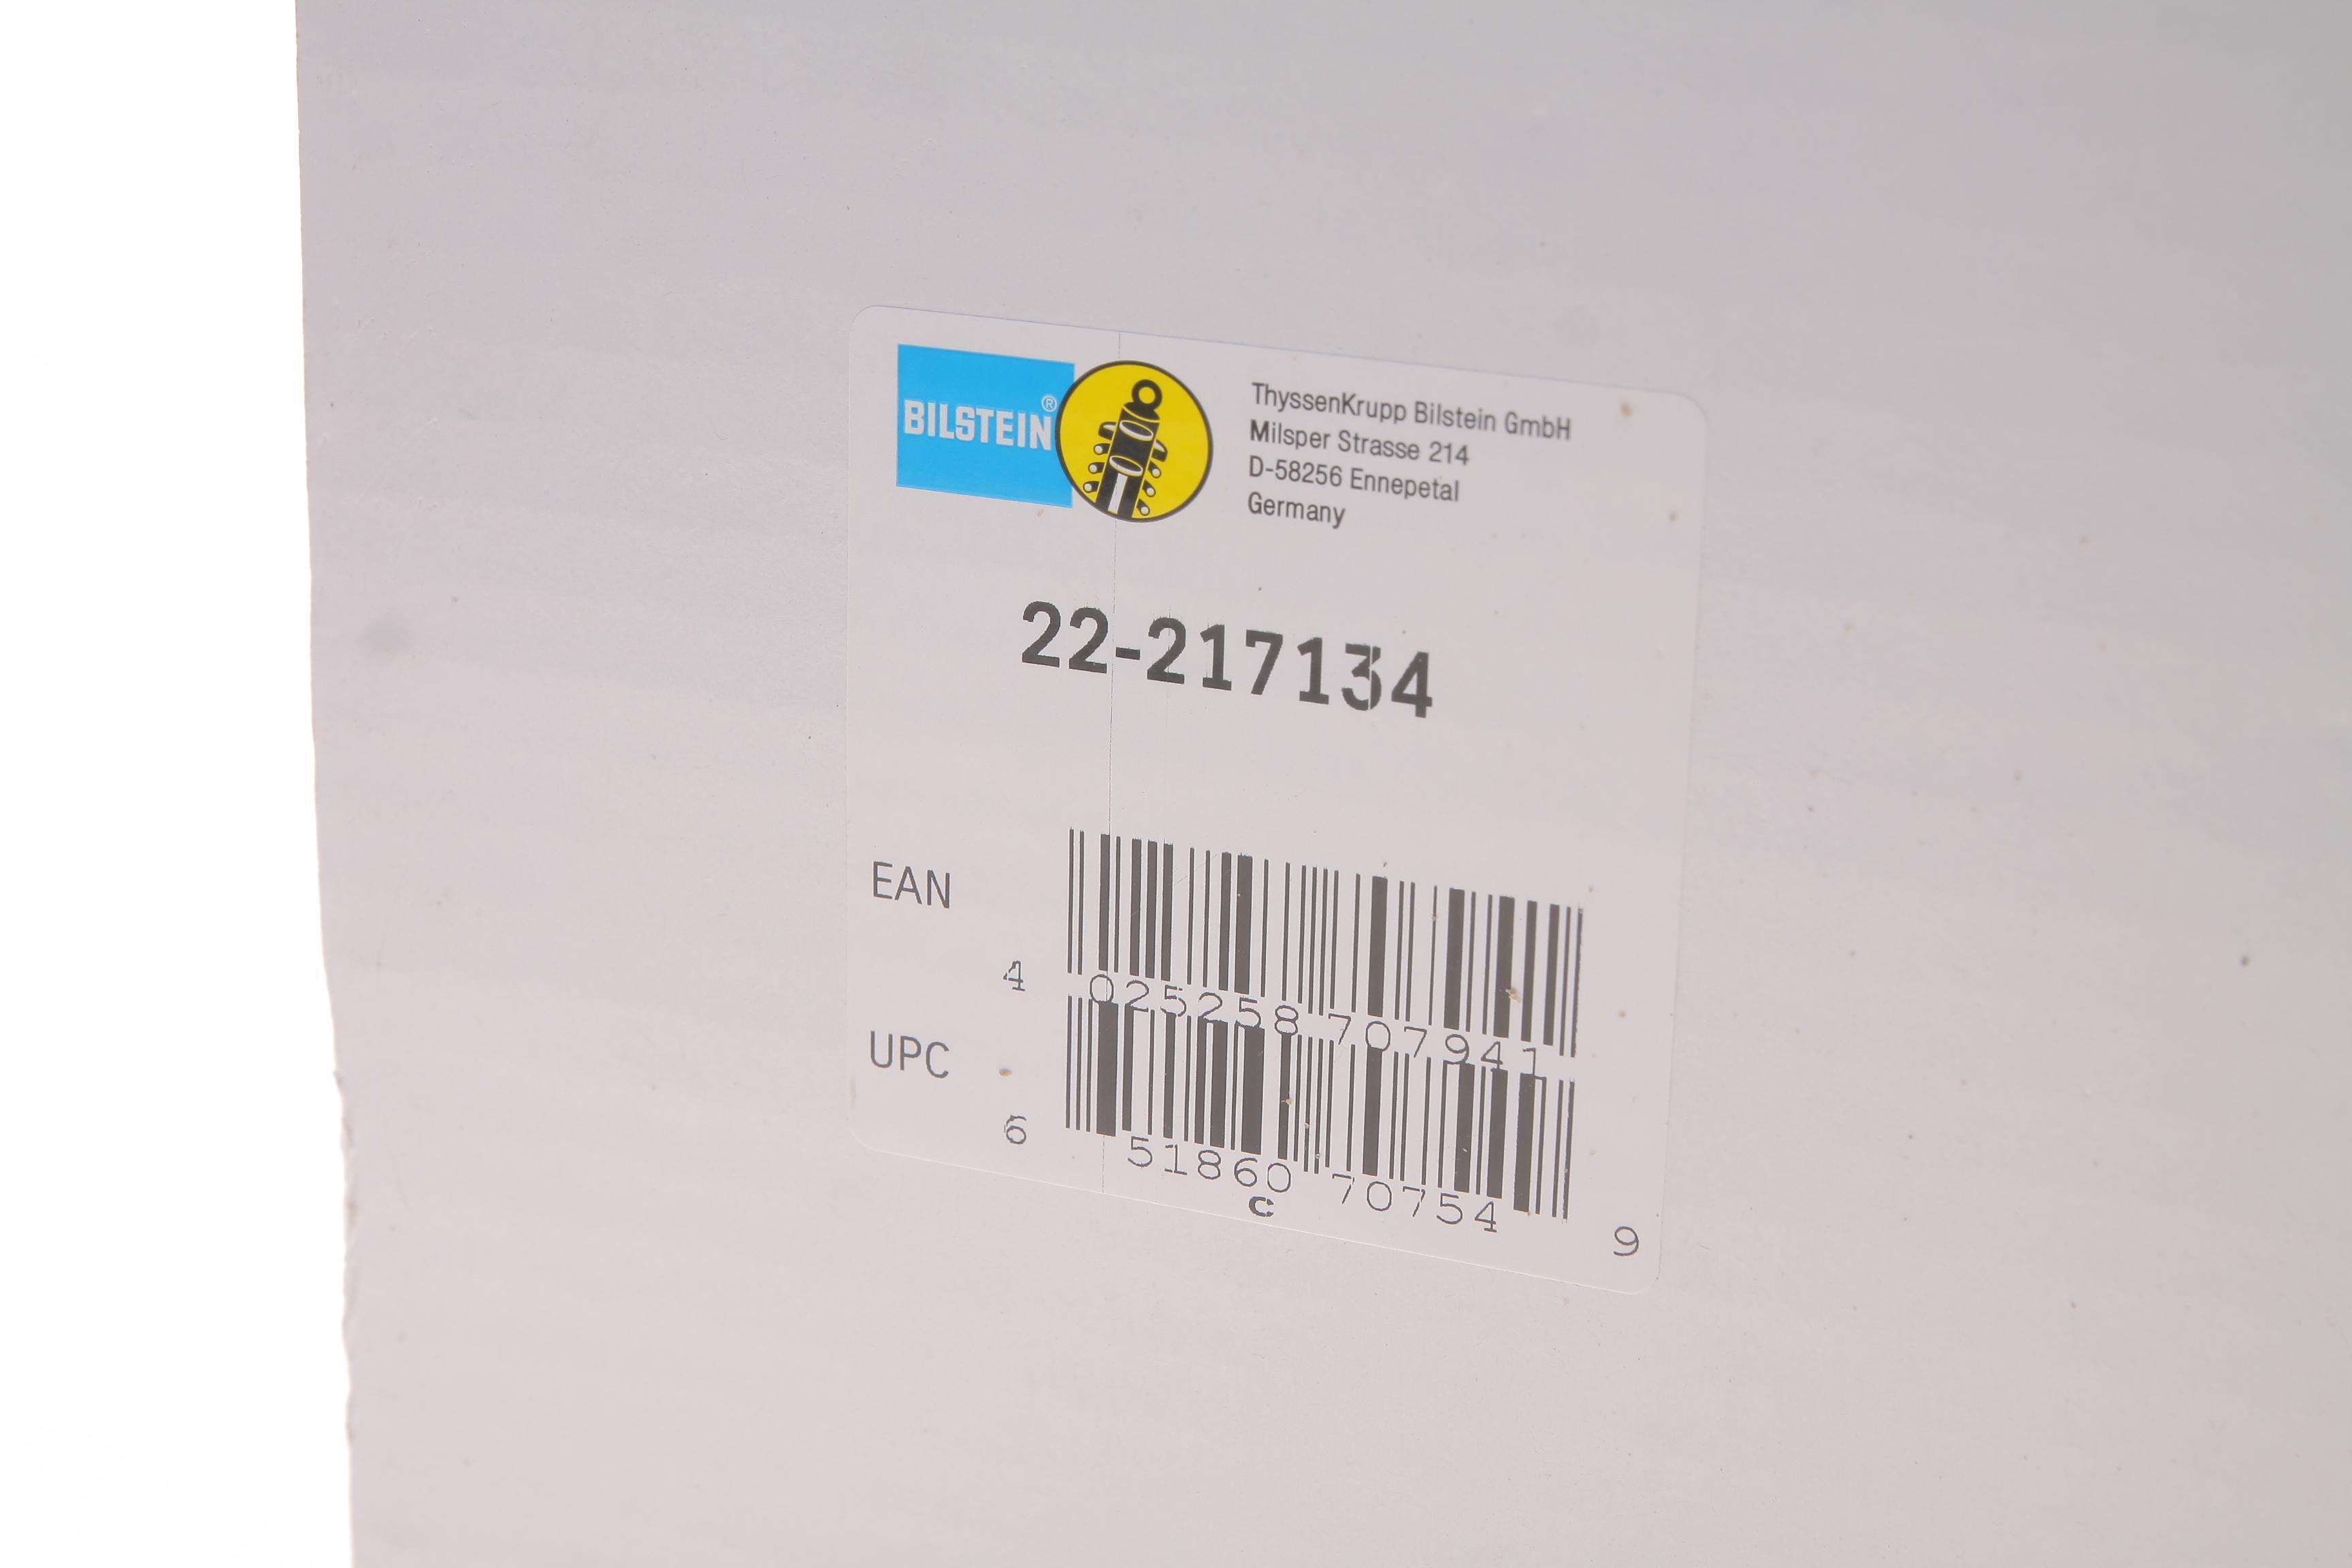 BILSTEIN®
ThyssenKrupp Bilstein GmbH
Milsper Strasse 214
D-58256 Ennepetal
Germany
22-217134
EAN
4 025258 707941
UPC
6 51860 70754 9
C